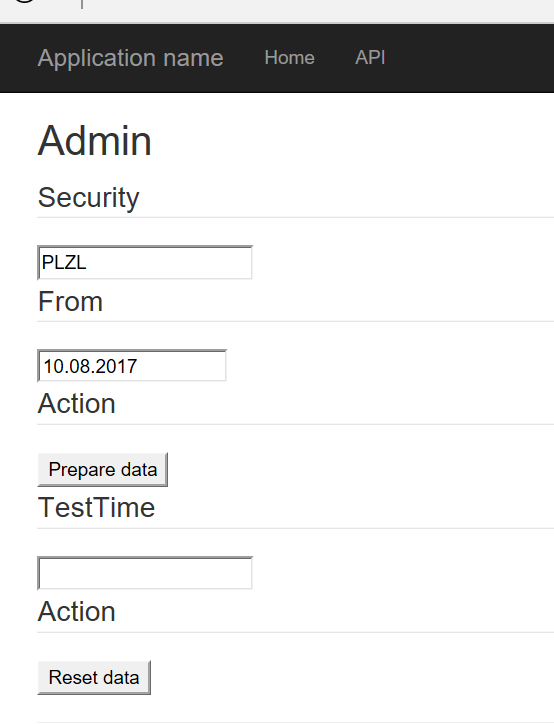 Application name Home API
Admin
Security
PLZL
From
10.08.2017
Action
Prepare data
TestTime
Action
Reset data